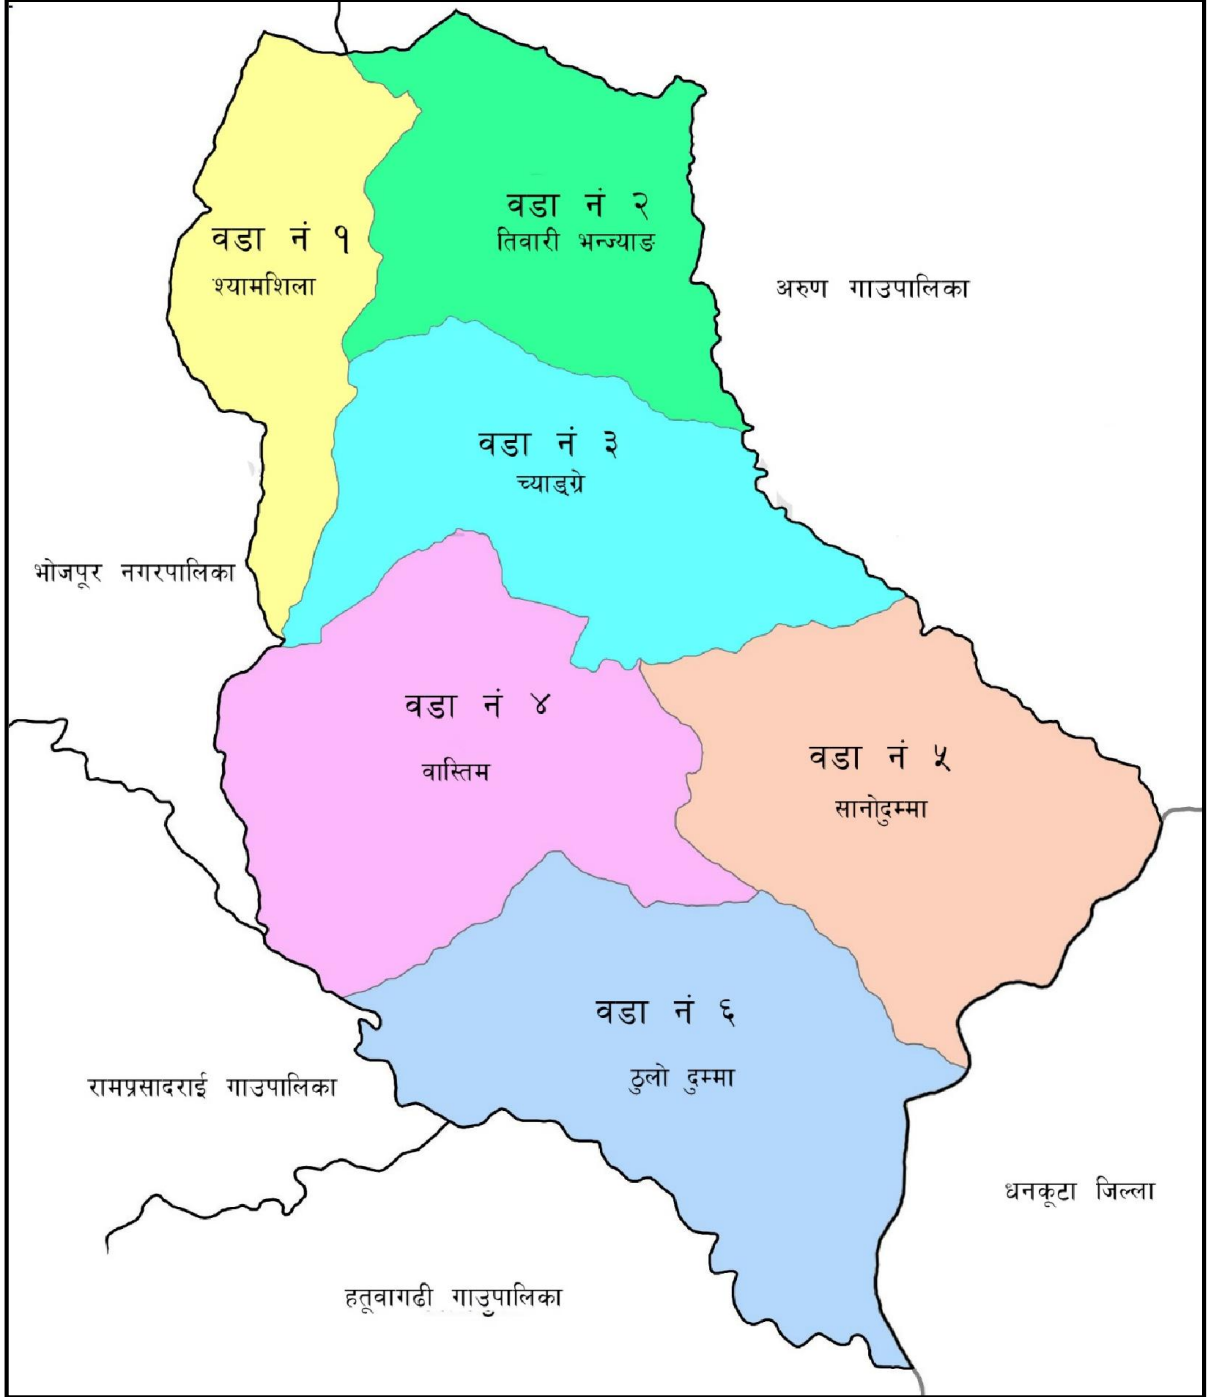 वडा नं २
तिवारी भन्ज्याङ
वडा नं १
श्यामशिला
अरुण गाउपालिका
वडा नं ३
च्याङ्ग्रे
भोजपूर नगरपालिका
वडा नं ४
वास्तिम
वडा नं ५
सानोदुम्मा
वडा नं ६
ठुलो दुम्मा
रामप्रसादराई गाउपालिका
धनकूटा जिल्ला
हतूवागढी गाउपालिका